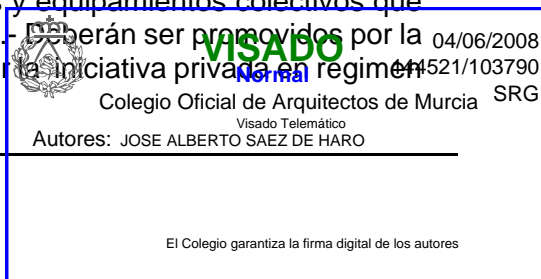 y equipamientos colectivos que
.- Deberán ser promovidos por la
VISADO
04/06/2008
r la iniciativa privada en régimen
Normal
521/103790
Colegio Oficial de Arquitectos de Murcia
SRG
Visado Telemático
Autores: JOSE ALBERTO SAEZ DE HARO
El Colegio garantiza la firma digital de los autores